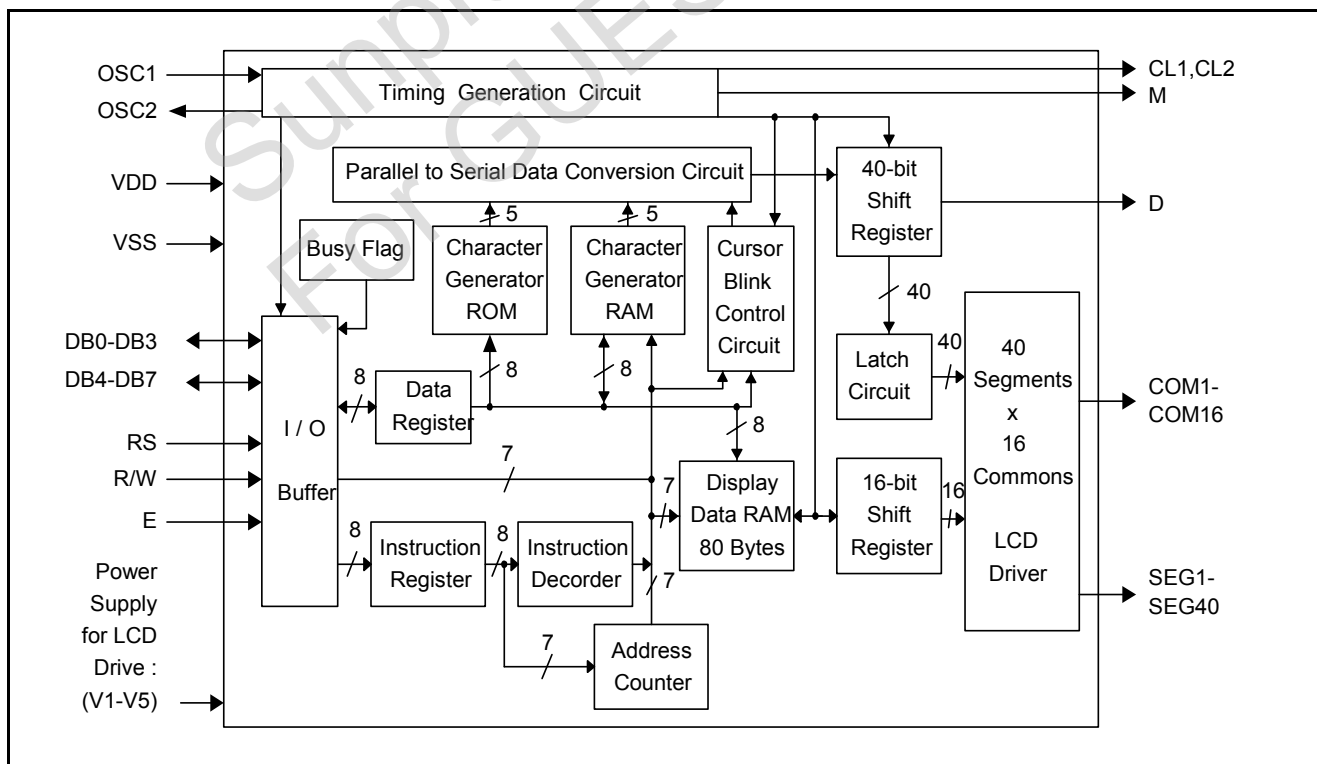 Sunpl
For GUES
OSC1
OSC2
VDD
VSS
DB0-DB3
DB4-DB7
RS
R/W
E
Power
Supply
for LCD
Drive :
(V1-V5)
Timing Generation Circuit
Parallel to Serial Data Conversion Circuit
Busy Flag
5
Character
Generator
ROM
5
Character
Generator
RAM
Cursor
Blink
Control
Circuit
40-bit
Shift
Register
40
Latch
Circuit
40
8
8
8
I / O
Buffer
8
Data
Register
7
7
Display
Data RAM
80 Bytes
16-bit
Shift
Register
16
40
Segments
x
16
Commons
LCD
Driver
8
Instruction
Register
8
Instruction
Decorder
7
7
Address
Counter
CL1,CL2
M
D
COM1-
COM16
SEG1-
SEG40